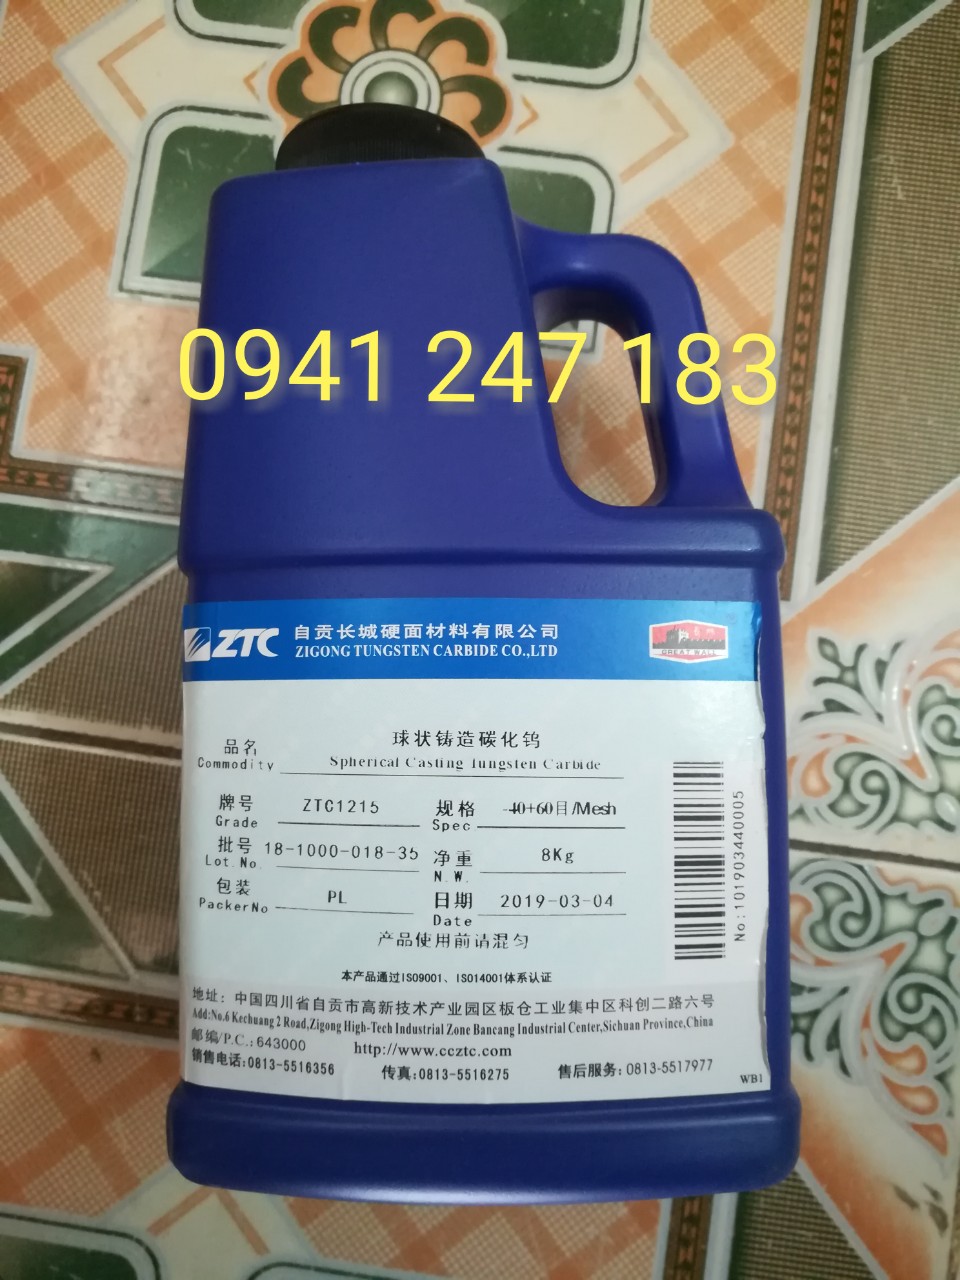 0941 247 183
ZTC 自贡长城硬面材料有限公司
ZIGONG TUNGSTEN CARBIDE CO.,LTD
GREAT WALL
品名 球状铸造碳化钨
Commodity Spherical Casting Tungsten Carbide
牌号 ZTC1215 规格 -40+60目/Mesh
Grade Spec
批号 18-1000-018-35 净重 8Kg
Lot.No. N.W.
包装 PL 日期 2019-03-04
PackerNo Date
产品使用前请混匀
No:101903440005
本产品通过ISO9001、ISO14001体系认证
地址：中国四川省自贡市高新技术产业园区板仓工业集中区科创二路六号
Add:No.6 Kechuang 2 Road,Zigong High-Tech Industrial Zone Bancang Industrial Center,Sichuan Province,China
邮编/P.C.:643000 http://www.ccztc.com
销售电话:0813-5516356 传真:0813-5516275 售后服务:0813-5517977
WB1